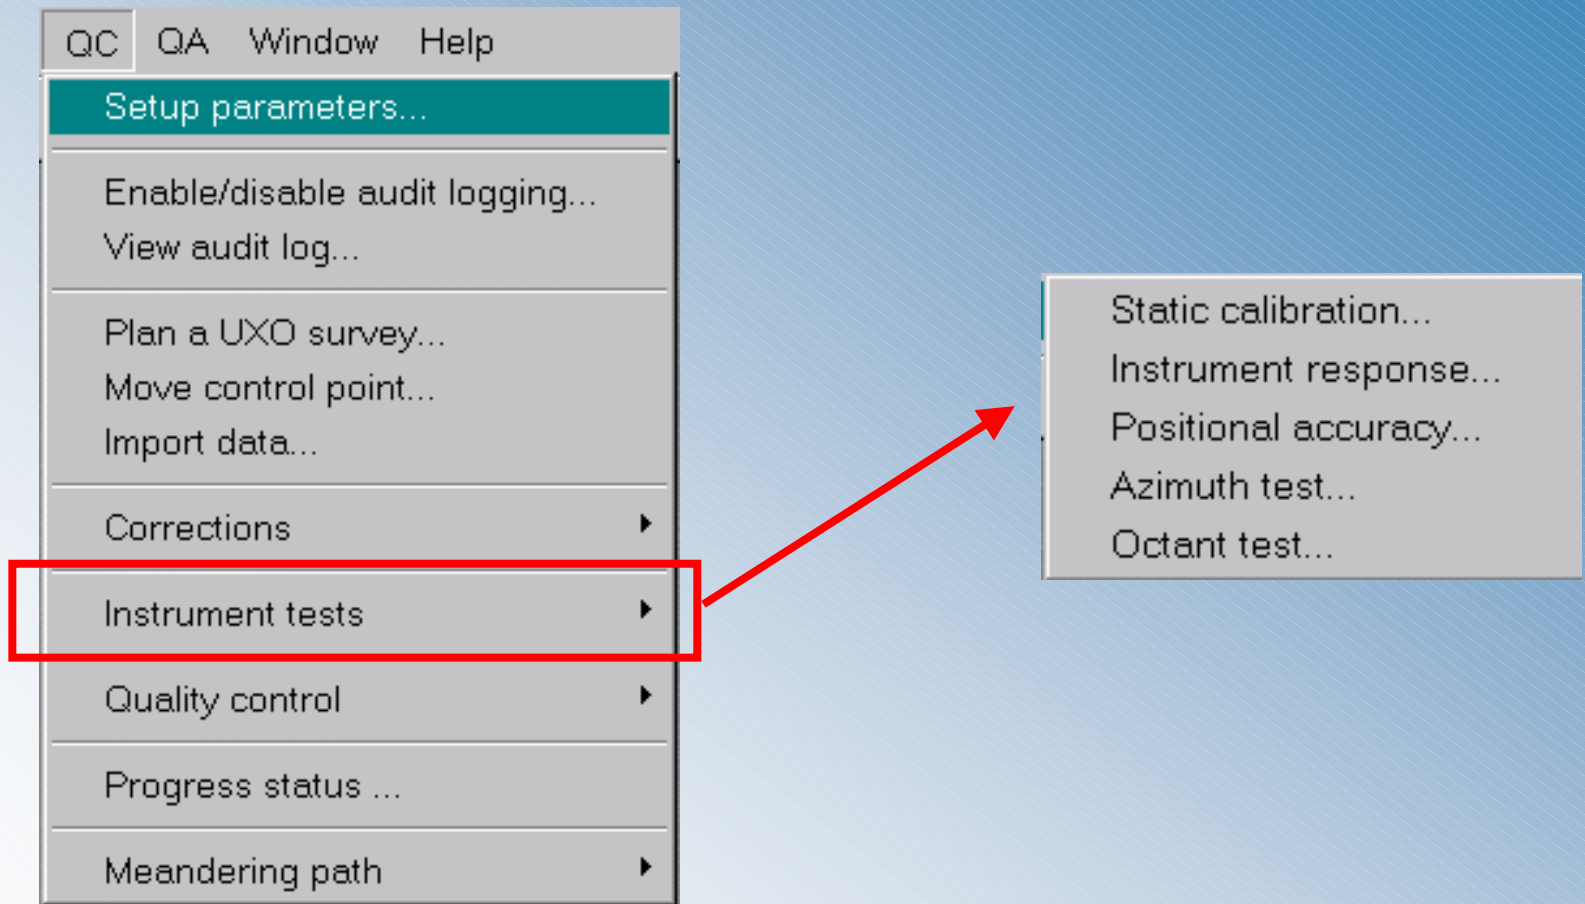 QC QA Window Help
Setup parameters...
Enable/disable audit logging...
View audit log...
Plan a UXO survey...
Move control point...
Import data...
Corrections
Instrument tests
Quality control
Progress status ...
Meandering path
Static calibration...
Instrument response...
Positional accuracy...
Azimuth test...
Octant test...